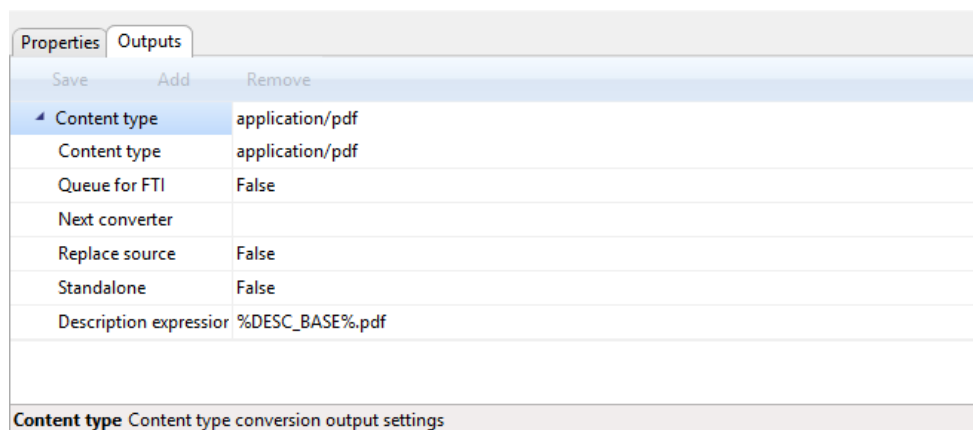 Properties Outputs
Save Add Remove
Content type application/pdf
Content type application/pdf
Queue for FTI False
Next converter
Replace source False
Standalone False
Description expression %DESC_BASE%.pdf
Content type Content type conversion output settings